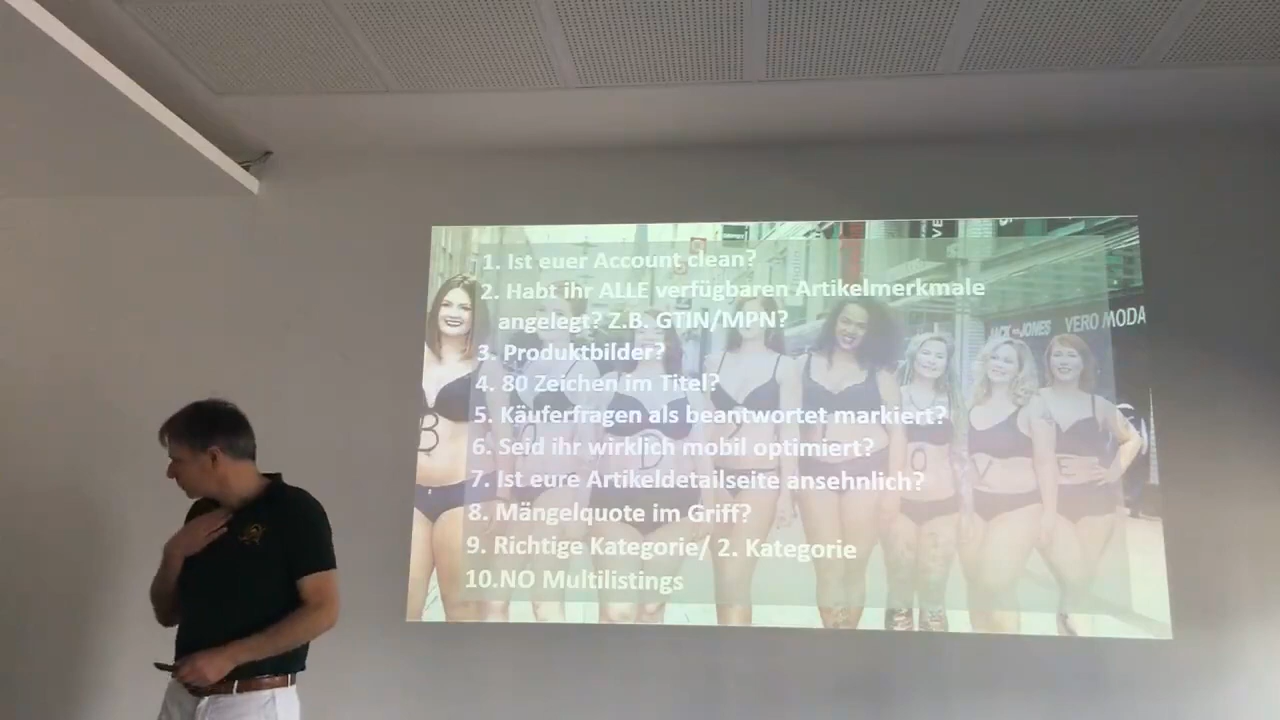 1. Ist euer Account clean?
2. Habt ihr ALLE verfügbaren Artikelmerkmale
angelegt? Z.B. GTIN/MPN?
3. Produktbilder?
4. 80 Zeichen im Titel?
5. Käuferfragen als beantwortet markiert?
6. Seid ihr wirklich mobil optimiert?
7. Ist eure Artikeldetailseite ansehnlich?
8. Mängelquote im Griff?
9. Richtige Kategorie/ 2. Kategorie
10.NO Multilistings
JACK JONES VERO MODA
B